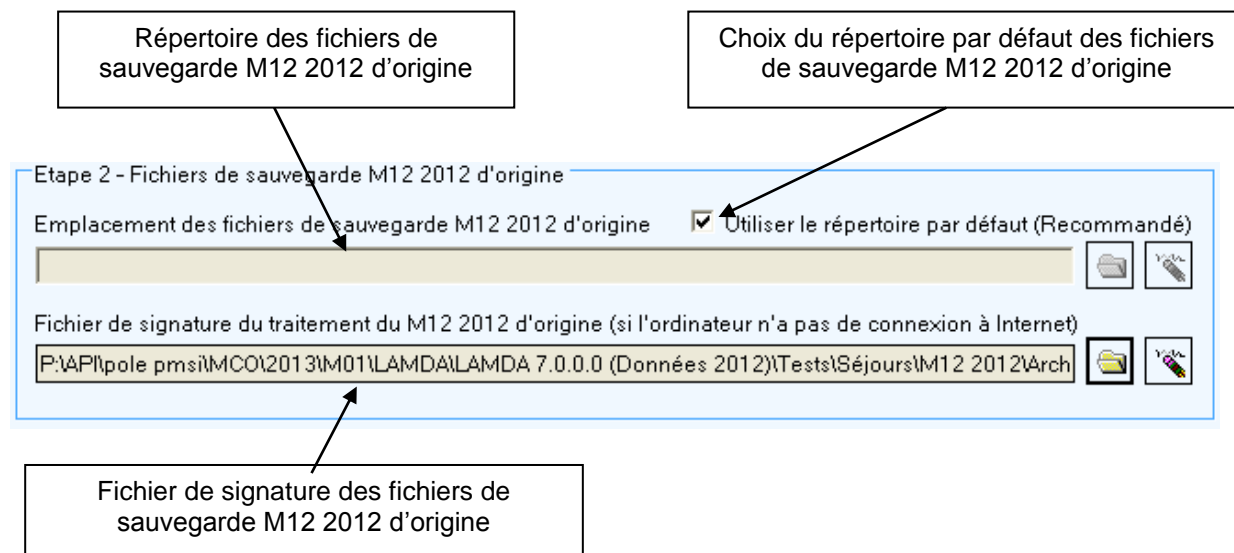 Répertoire des fichiers de
sauvegarde M12 2012 d’origine
Choix du répertoire par défaut des fichiers
de sauvegarde M12 2012 d’origine
Etape 2 - Fichiers de sauvegarde M12 2012 d'origine
Emplacement des fichiers de sauvegarde M12 2012 d'origine
Utiliser le répertoire par défaut (Recommandé)
Fichier de signature du traitement du M12 2012 d'origine (si l'ordinateur n'a pas de connexion à Internet)
P:\API\pole pmsi\MCO\2013\M01\LAMDA\LAMDA 7.0.0.0 (Données 2012)\Tests\Séjours\M12 2012\Arch
Fichier de signature des fichiers de
sauvegarde M12 2012 d’origine